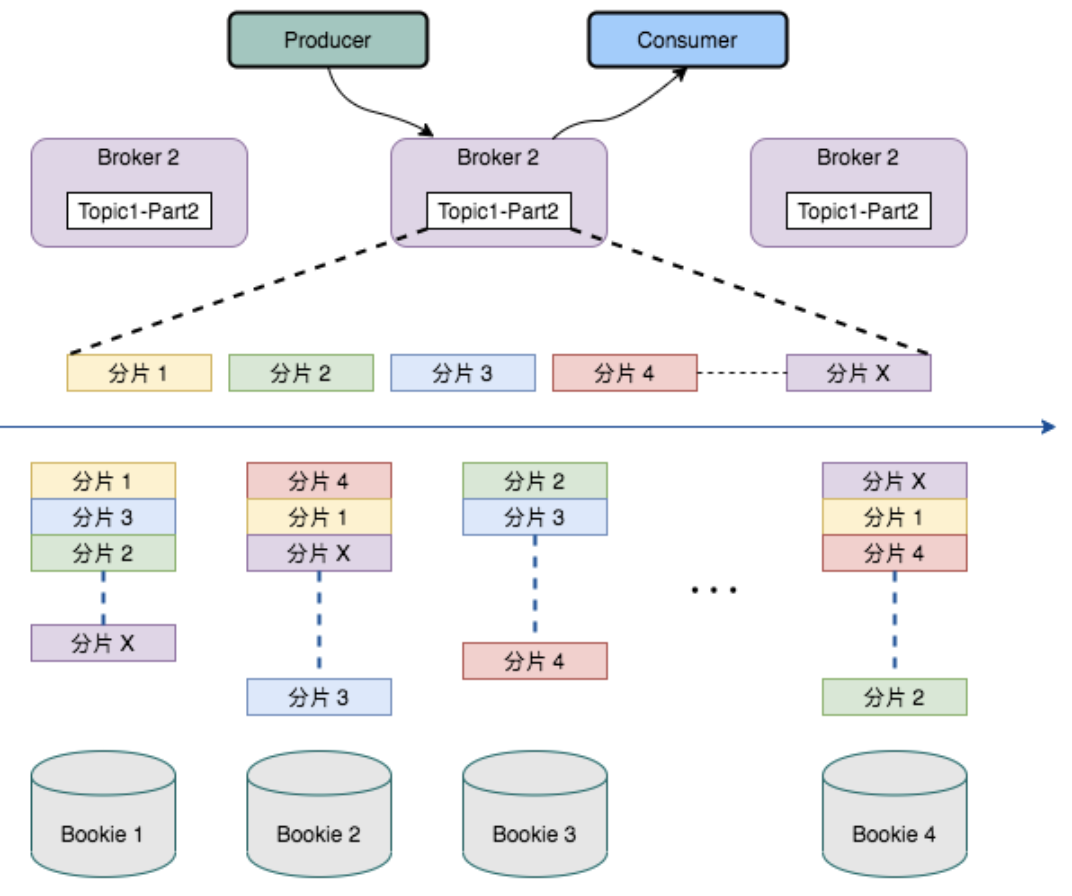 Producer
Consumer
Broker 2
Broker 2
Broker 2
Topic1-Part2
Topic1-Part2
Topic1-Part2
分片 1
分片 2
分片 3
分片 4
分片 X
分片 1
分片 3
分片 2
分片 X
分片 4
分片 1
分片 X
分片 3
分片 2
分片 3
分片 4
...
分片 X
分片 1
分片 4
分片 2
Bookie 1
Bookie 2
Bookie 3
Bookie 4